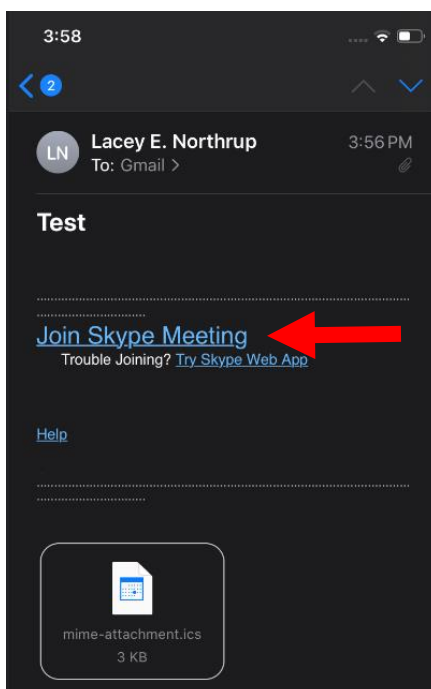 3:58
2
LN
Lacey E. Northrup
3:56 PM
To: Gmail >
Test
Join Skype Meeting
Trouble Joining? Try Skype Web App
Help
mime-attachment.ics
3 KB